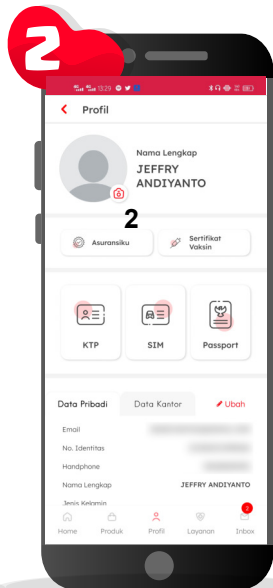 2
13:29
Profil
Nama Lengkap
JEFFRY
ANDIYANTO
2
Asuransiku
Sertifikat
Vaksin
KTP
SIM
Passport
Data Pribadi
Data Kantor
Ubah
Email
No. Identitas
Handphone
Nama Lengkap
JEFFRY ANDIYANTO
Jenis Kelamin
2
Home
Produk
Profil
Layanan
Inbox